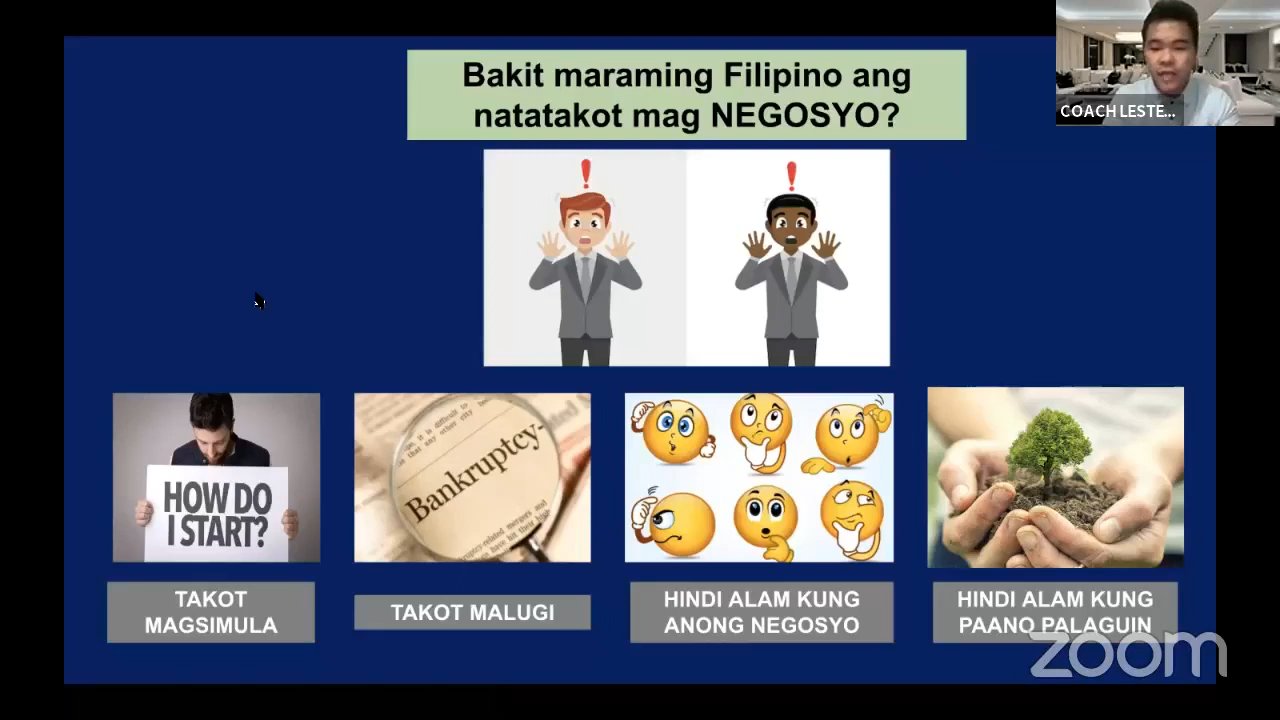 Bakit maraming Filipino ang
natatakot mag NEGOSYO?
COACH LESTE...
HOW DO
I START?
Bankruptcy-
TAKOT
MAGSIMULA
TAKOT MALUGI
HINDI ALAM KUNG
ANONG NEGOSYO
HINDI ALAM KUNG
PAANO PALAGUIN
zoom